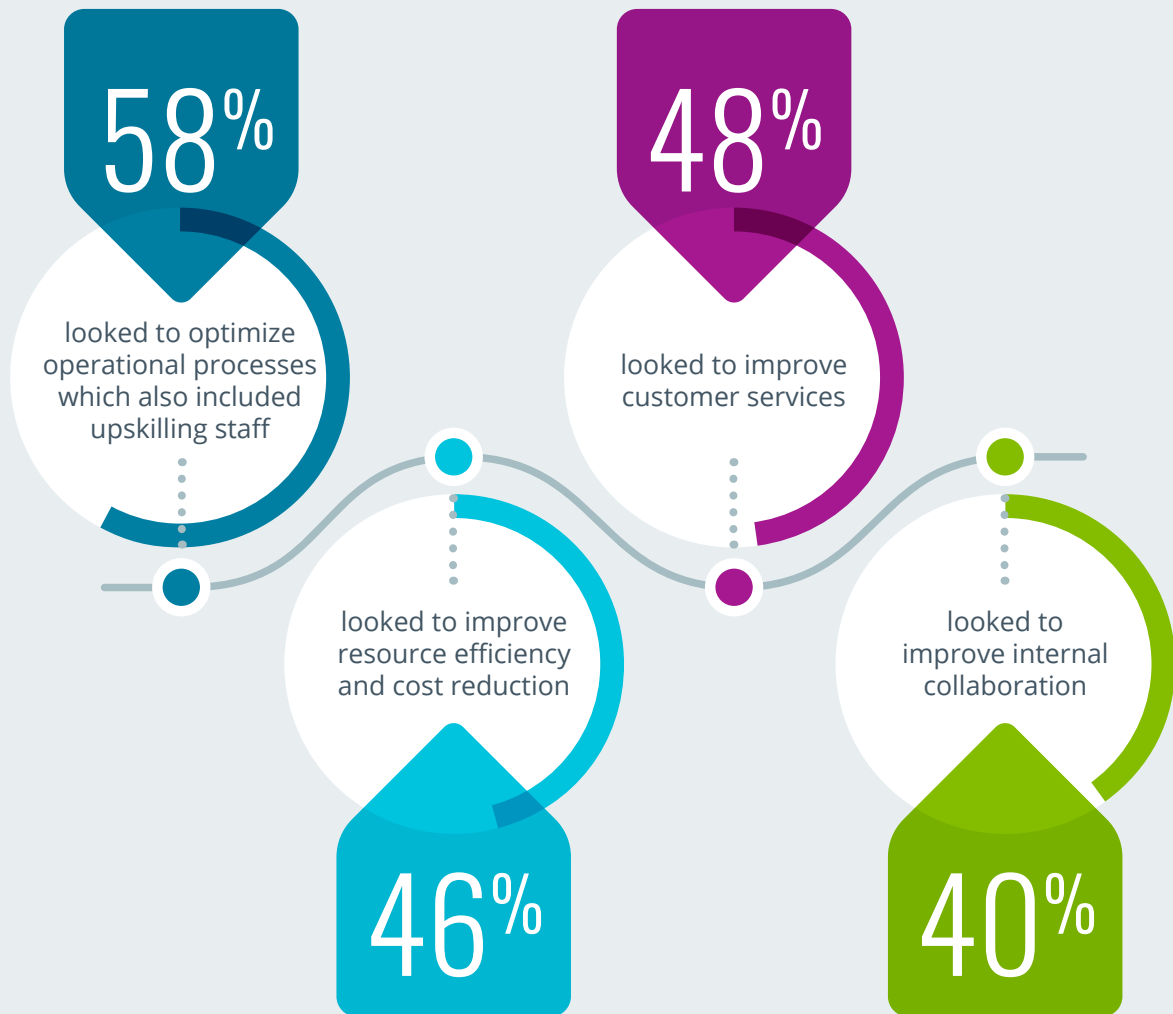 58%
looked to optimize
operational processes
which also included
upskilling staff
46%
looked to improve
resource efficiency
and cost reduction
48%
looked to improve
customer services
40%
looked to
improve internal
collaboration